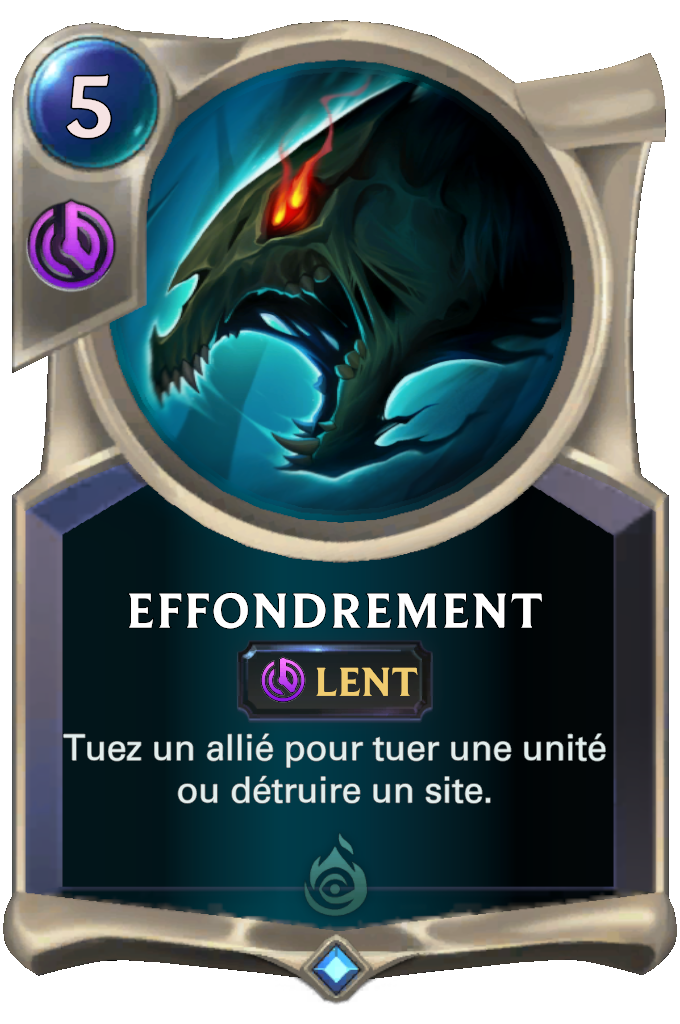 5
EFFONDREMENT
LENT
Tuez un allié pour tuer une unité
ou détruire un site.